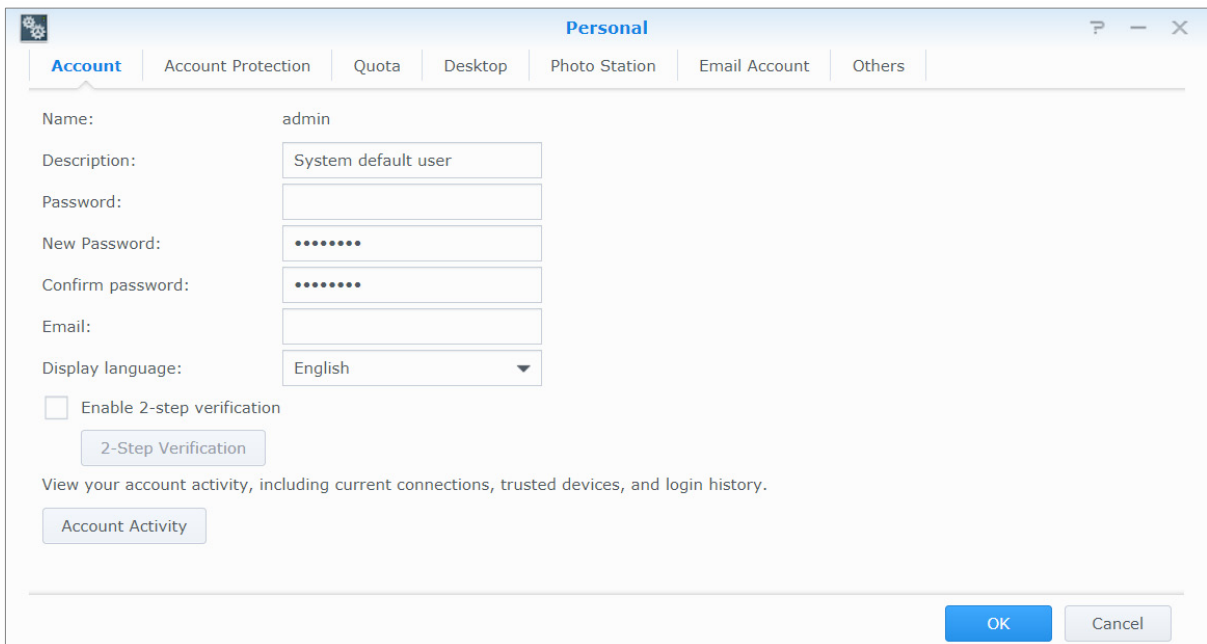 Personal
Account Account Protection Quota Desktop Photo Station Email Account Others
Name: admin
Description: System default user
Password:
New Password: ••••••••
Confirm password: ••••••••
Email:
Display language: English
Enable 2-step verification
2-Step Verification
View your account activity, including current connections, trusted devices, and login history.
Account Activity
OK Cancel